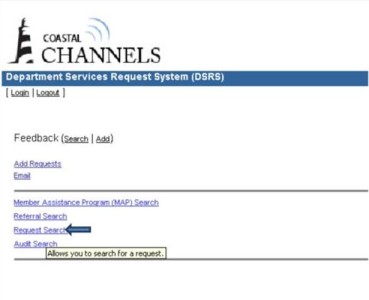 COASTAL
CHANNELS
Department Services Request System (DSRS)
[ Login | Logout ]
Feedback (Search | Add)
Add Requests
Email
Member Assistance Program (MAP) Search
Referral Search
Request Search
Audit Search
Allows you to search for a request.